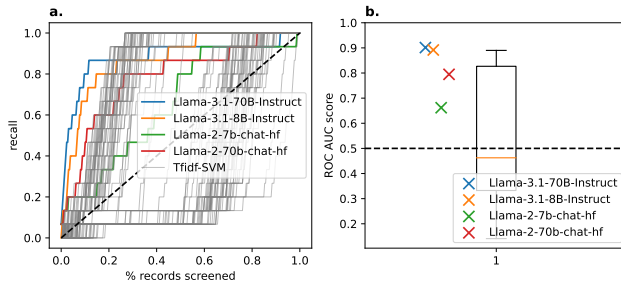 a.
recall
1.0
0.8
0.6
0.4
0.2
0.0
Llama-3.1-70B-Instruct
Llama-3.1-8B-Instruct
Llama-2-7b-chat-hf
Llama-2-70b-chat-hf
Tfidf-SVM
0.0 0.2 0.4 0.6 0.8 1.0
% records screened
b.
ROC AUC score
1.0
0.9
0.8
0.7
0.6
0.5
0.4
0.3
0.2
Llama-3.1-70B-Instruct
Llama-3.1-8B-Instruct
Llama-2-7b-chat-hf
Llama-2-70b-chat-hf
1